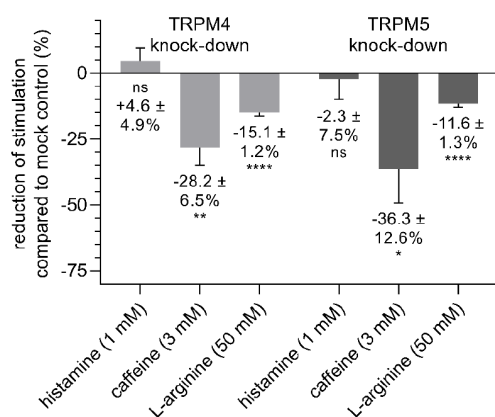 TRPM4
knock-down
TRPM5
knock-down
reduction of stimulation
compared to mock control (%)
0
-25
-50
-75
ns
+4.6 ±
4.9%
-28.2 ±
6.5%
**
-15.1 ±
1.2%
****
-2.3 ±
7.5%
ns
-36.3 ±
12.6%
*
-11.6 ±
1.3%
****
histamine (1 mM)
caffeine (3 mM)
L-arginine (50 mM)
histamine (1 mM)
caffeine (3 mM)
L-arginine (50 mM)